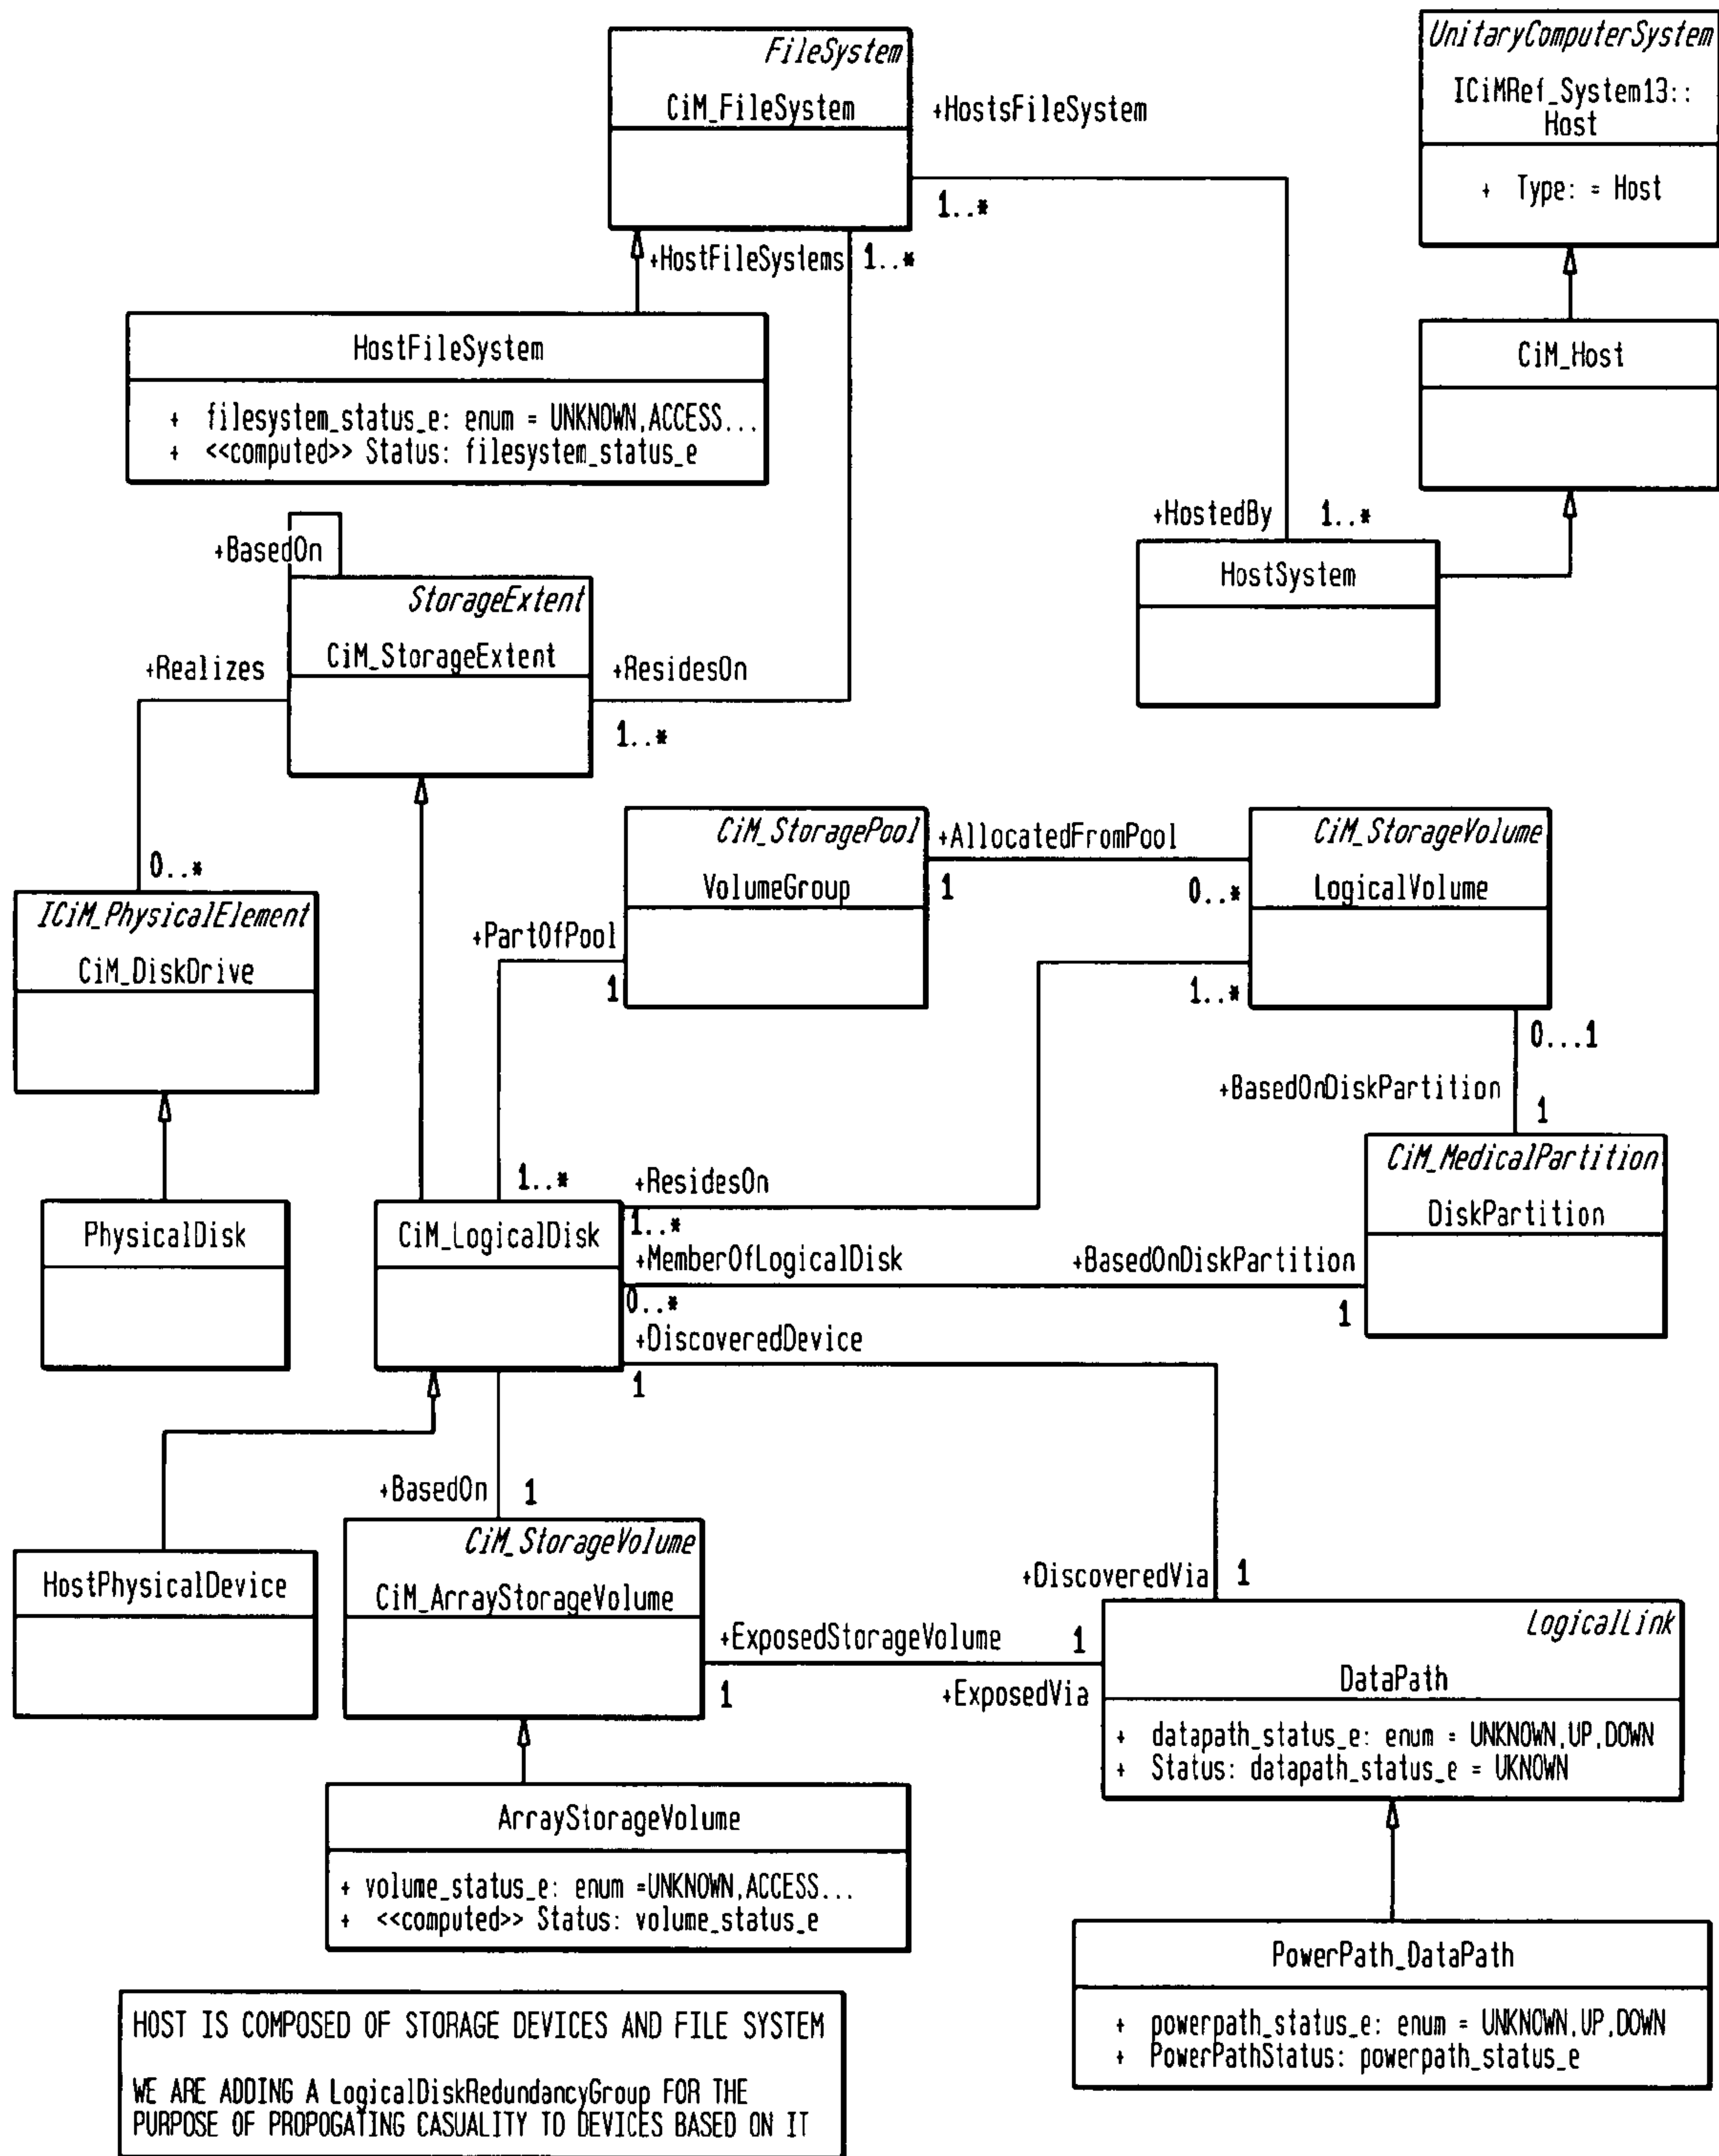 FileSystem
CiM_FileSystem
+HostsFileSystem
1..*
UnitaryComputerSystem
ICiMRef_System13::
Host
+ Type: = Host
+HostFileSystems 1..*
HostFileSystem
+ filesystem_status_e: enum = UNKNOWN,ACCESS...
+ <<computed>> Status: filesystem_status_e
CiM_Host
+HostedBy 1..*
HostSystem
+BasedOn
StorageExtent
CiM_StorageExtent
+Realizes
+ResidesOn
1..*
0..*
ICiM_PhysicalElement
CiM_DiskDrive
CiM_StoragePool
VolumeGroup
+AllocatedFromPool
1
0..*
CiM_StorageVolume
LogicalVolume
+PartOfPool
1
1..*
0...1
+BasedOnDiskPartition
1
CiM_MedicalPartition
DiskPartition
1..*
+ResidesOn
1..*
PhysicalDisk
CiM_LogicalDisk
+MemberOfLogicalDisk
+BasedOnDiskPartition
0..*
1
+DiscoveredDevice
1
+BasedOn 1
HostPhysicalDevice
CiM_StorageVolume
CiM_ArrayStorageVolume
+DiscoveredVia 1
+ExposedStorageVolume 1
1
+ExposedVia
LogicalLink
DataPath
+ datapath_status_e: enum = UNKNOWN,UP,DOWN
+ Status: datapath_status_e = UKNOWN
ArrayStorageVolume
+ volume_status_e: enum =UNKNOWN,ACCESS...
+ <<computed>> Status: volume_status_e
PowerPath_DataPath
+ powerpath_status_e: enum = UNKNOWN,UP,DOWN
+ PowerPathStatus: powerpath_status_e
HOST IS COMPOSED OF STORAGE DEVICES AND FILE SYSTEM
WE ARE ADDING A LogicalDiskRedundancyGroup FOR THE
PURPOSE OF PROPOGATING CASUALITY TO DEVICES BASED ON IT